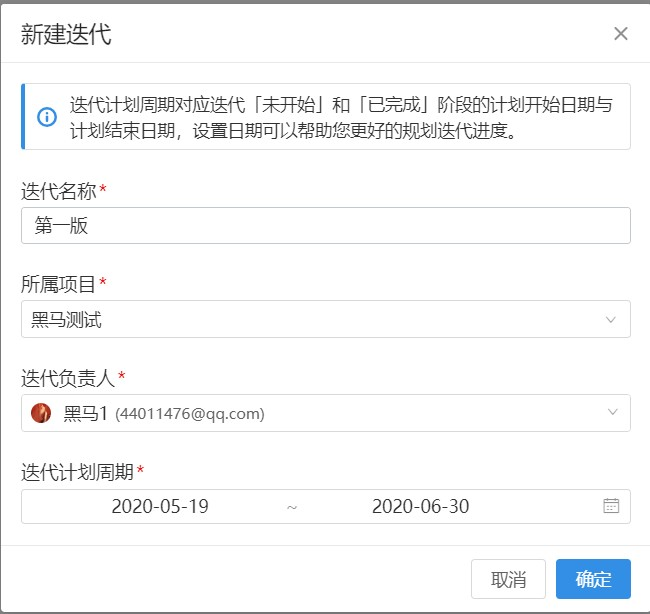 新建迭代
迭代计划周期对应迭代「未开始」和「已完成」阶段的计划开始日期与
计划结束日期，设置日期可以帮助您更好的规划迭代进度。
迭代名称*
第一版
所属项目*
黑马测试
迭代负责人*
黑马1 (44011476@qq.com)
迭代计划周期*
2020-05-19 ~ 2020-06-30
取消 确定